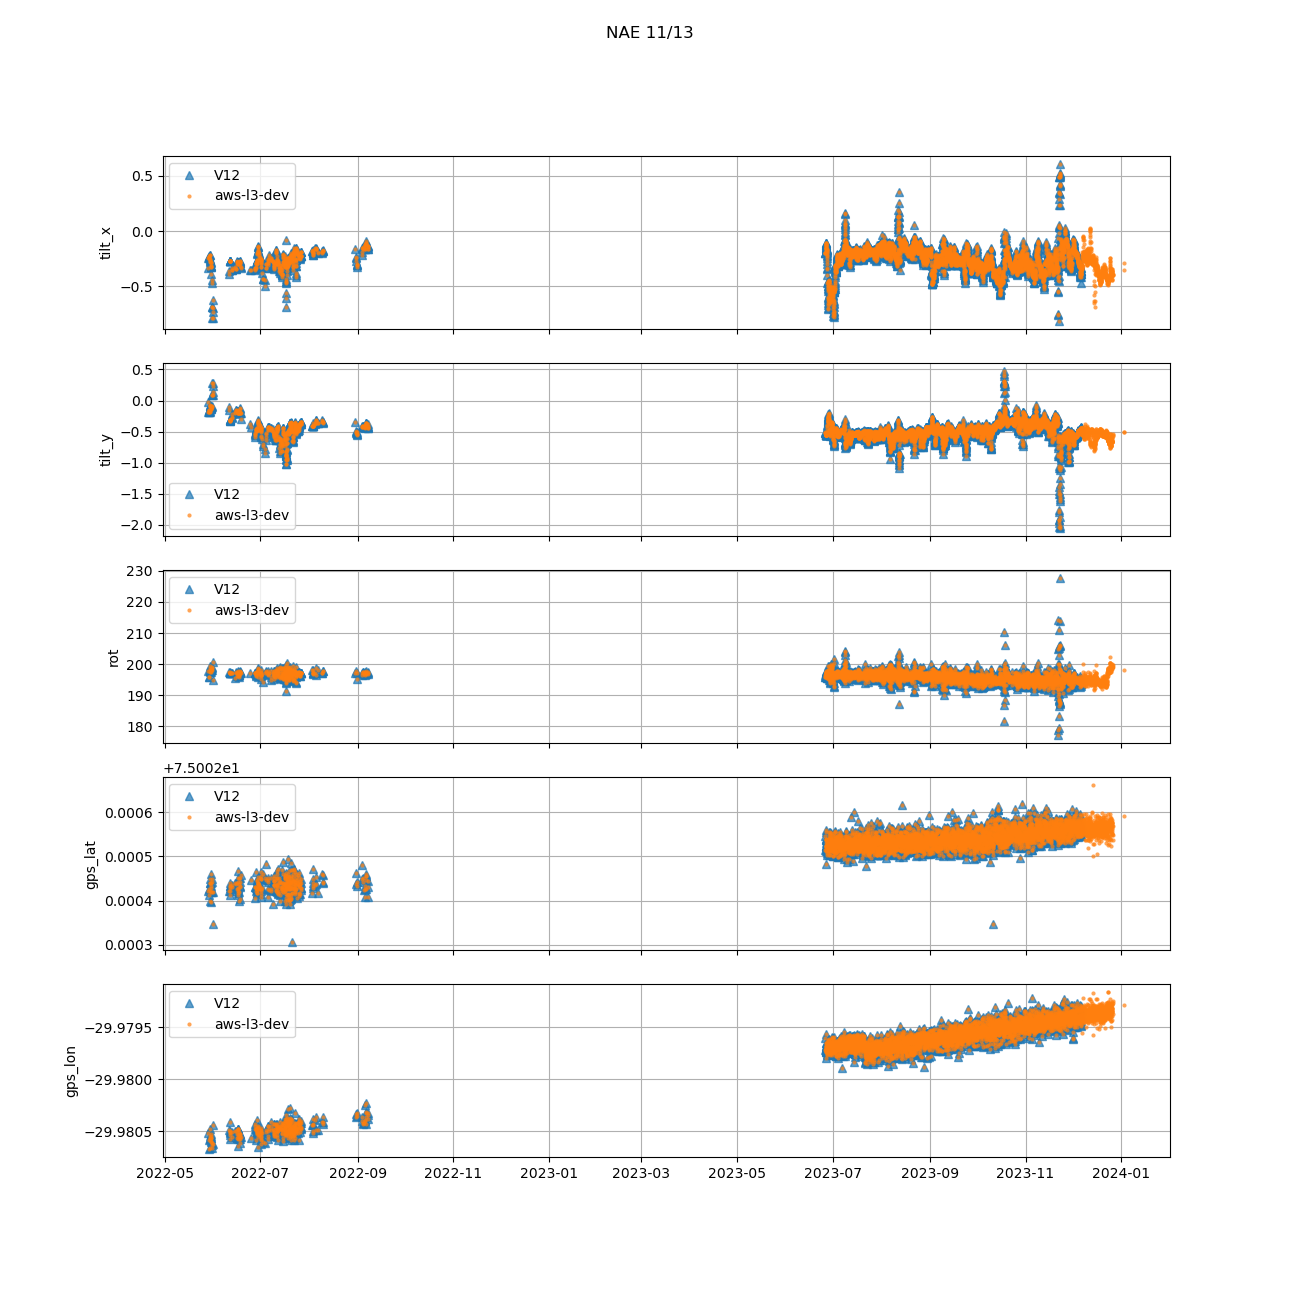 NAE 11/13
0.5
0.0
−0.5
tilt_x
V12
aws-l3-dev
0.5
0.0
−0.5
−1.0
−1.5
−2.0
tilt_y
V12
aws-l3-dev
230
220
210
200
190
180
rot
V12
aws-l3-dev
+7.5002e1
0.0006
0.0005
0.0004
0.0003
gps_lat
V12
aws-l3-dev
−29.9795
−29.9800
−29.9805
gps_lon
V12
aws-l3-dev
2022-05 2022-07 2022-09 2022-11 2023-01 2023-03 2023-05 2023-07 2023-09 2023-11 2024-01